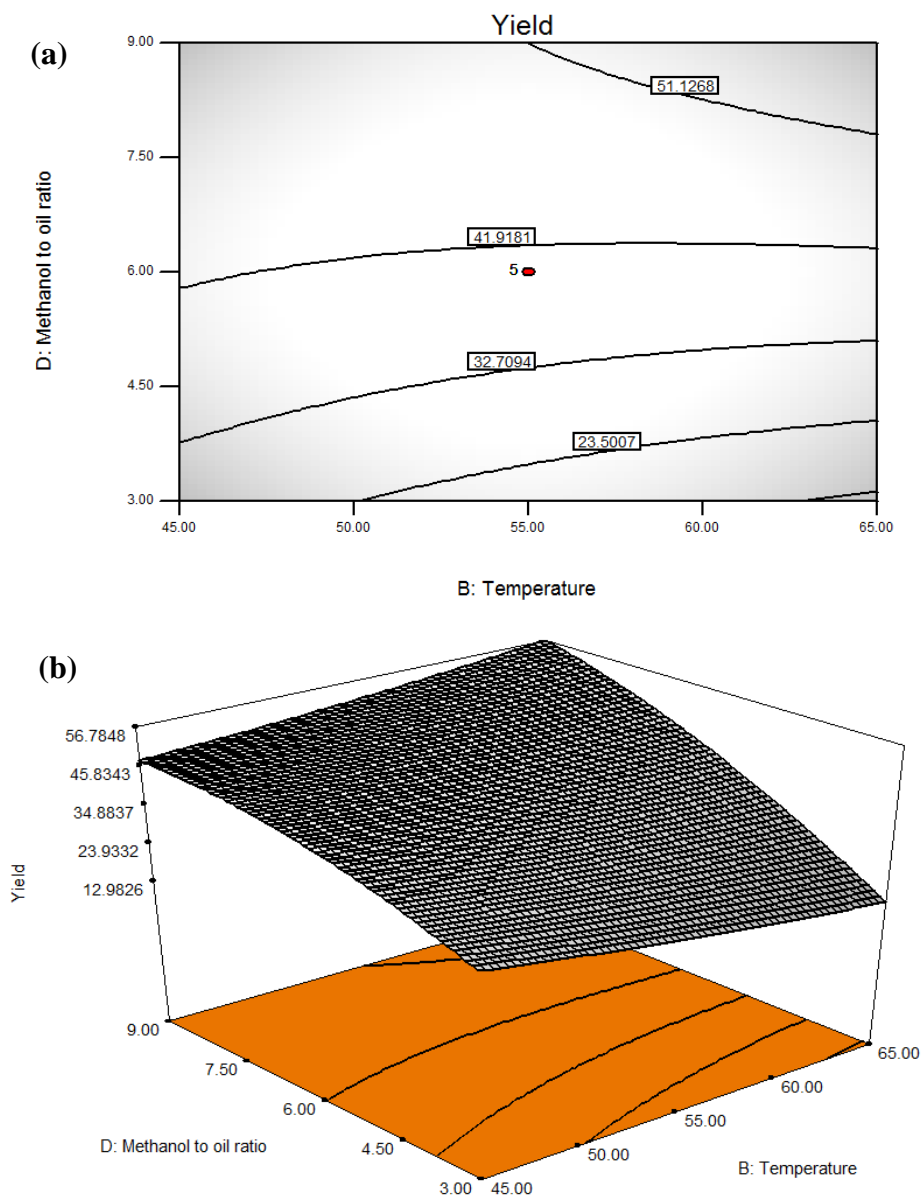 Yield
(a)
9.00
51.1268
7.50
D: Methanol to oil ratio
41.9181
6.00
5
32.7094
4.50
23.5007
3.00
45.00 50.00 55.00 60.00 65.00
B: Temperature
(b)
56.7848
45.8343
34.8837
23.9332
12.9826
Yield
9.00
7.50
6.00
4.50
3.00
D: Methanol to oil ratio
45.00
50.00
55.00
60.00
65.00
B: Temperature